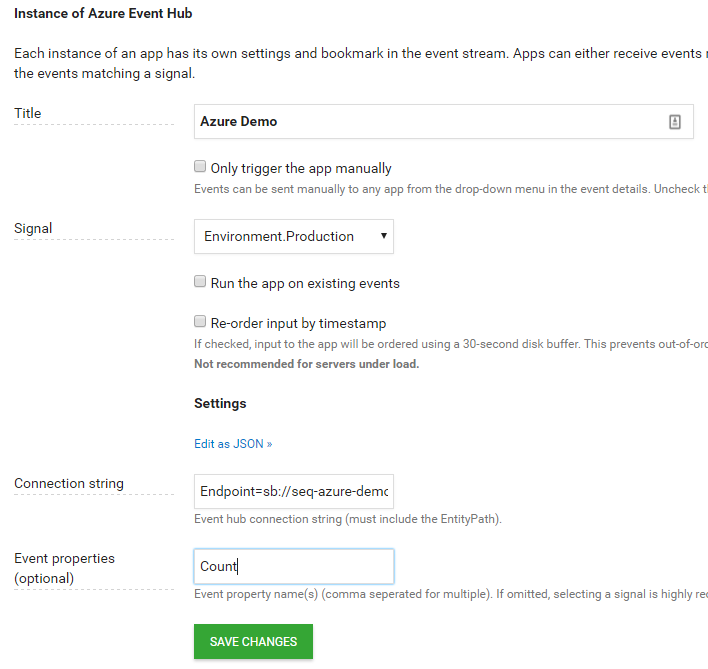 Instance of Azure Event Hub
Each instance of an app has its own settings and bookmark in the event stream. Apps can either receive events
the events matching a signal.
Title
Azure Demo
Only trigger the app manually
Events can be sent manually to any app from the drop-down menu in the event details. Uncheck
Signal
Environment.Production
Run the app on existing events
Re-order input by timestamp
If checked, input to the app will be ordered using a 30-second disk buffer. This prevents out-of-
Not recommended for servers under load.
Settings
Edit as JSON »
Connection string
Endpoint=sb://seq-azure-demo
Event hub connection string (must include the EntityPath).
Event properties
(optional)
Count
Event property name(s) (comma seperated for multiple). If omitted, selecting a signal is highly
SAVE CHANGES